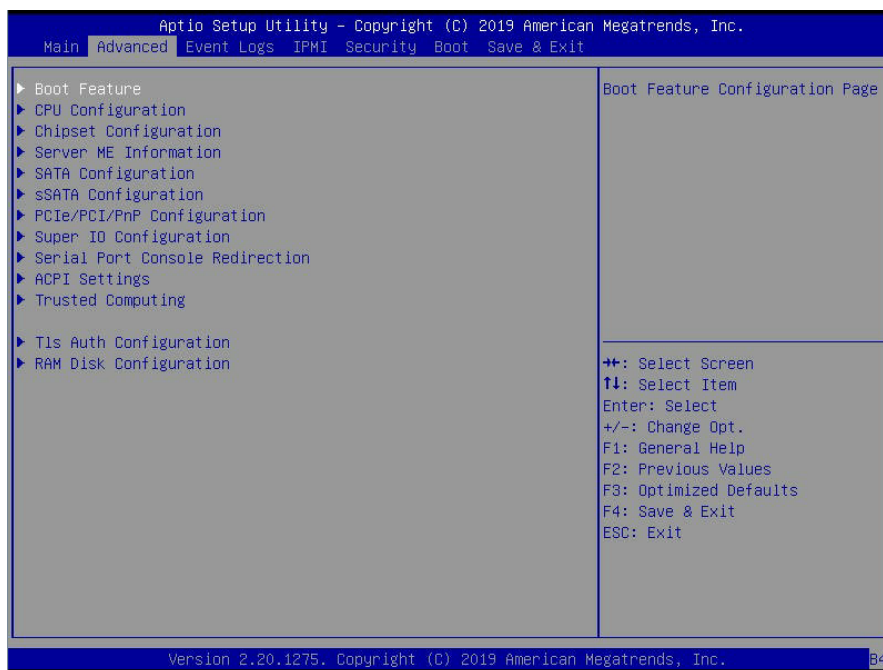 Aptio Setup Utility – Copyright (C) 2019 American Megatrends, Inc.
Main Advanced Event Logs IPMI Security Boot Save & Exit
▶ Boot Feature
▶ CPU Configuration
▶ Chipset Configuration
▶ Server ME Information
▶ SATA Configuration
▶ sSATA Configuration
▶ PCIe/PCI/PnP Configuration
▶ Super IO Configuration
▶ Serial Port Console Redirection
▶ ACPI Settings
▶ Trusted Computing
▶ Tls Auth Configuration
▶ RAM Disk Configuration
Boot Feature Configuration Page
→←: Select Screen
↑↓: Select Item
Enter: Select
+/-: Change Opt.
F1: General Help
F2: Previous Values
F3: Optimized Defaults
F4: Save & Exit
ESC: Exit
Version 2.20.1275. Copyright (C) 2019 American Megatrends, Inc.